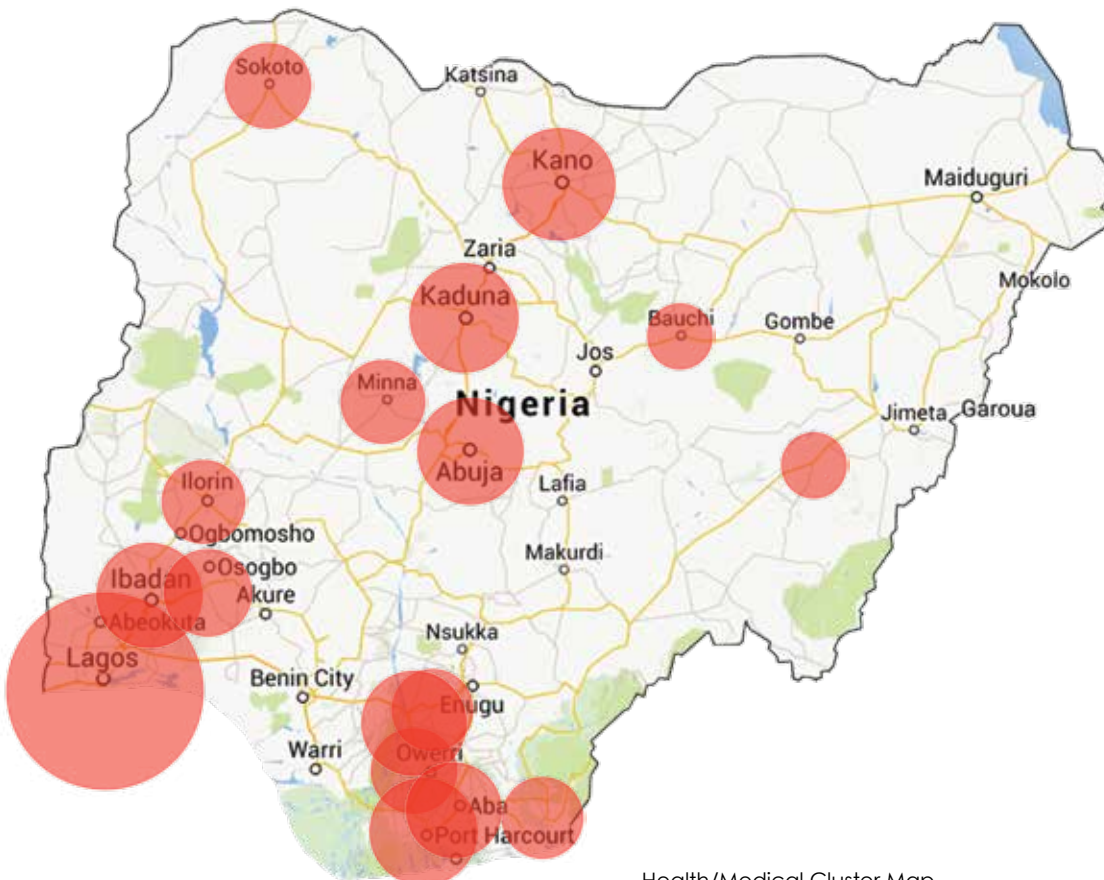 Sokoto
Katsina
Kano
Maiduguri
Zaria
Mokolo
Kaduna
Bauchi
Gombe
Jos
Minna
Nigeria
Jimeta
Garoua
Abuja
Ilorin
Lafia
Ogbomosho
Makurdi
Osogbo
Ibadan
Akure
Abeokuta
Nsukka
Lagos
Benin City
Enugu
Warri
Owerri
Aba
Port Harcourt
Health/Medical Cluster Map